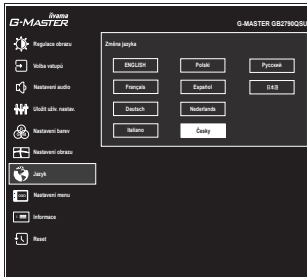 iiyama
G-MASTER
G-MASTER GB2790QSU
Regulace obrazu
Volba vstupů
Nastavení audio
Uložit uživ. nastav.
Nastavení barev
Nastavení obrazu
Jazyk
OSD
Nastavení menu
Informace
Reset
Změna jazyka
ENGLISH
Polski
Русский
Français
Español
日本語
Deutsch
Nederlands
Italiano
Česky